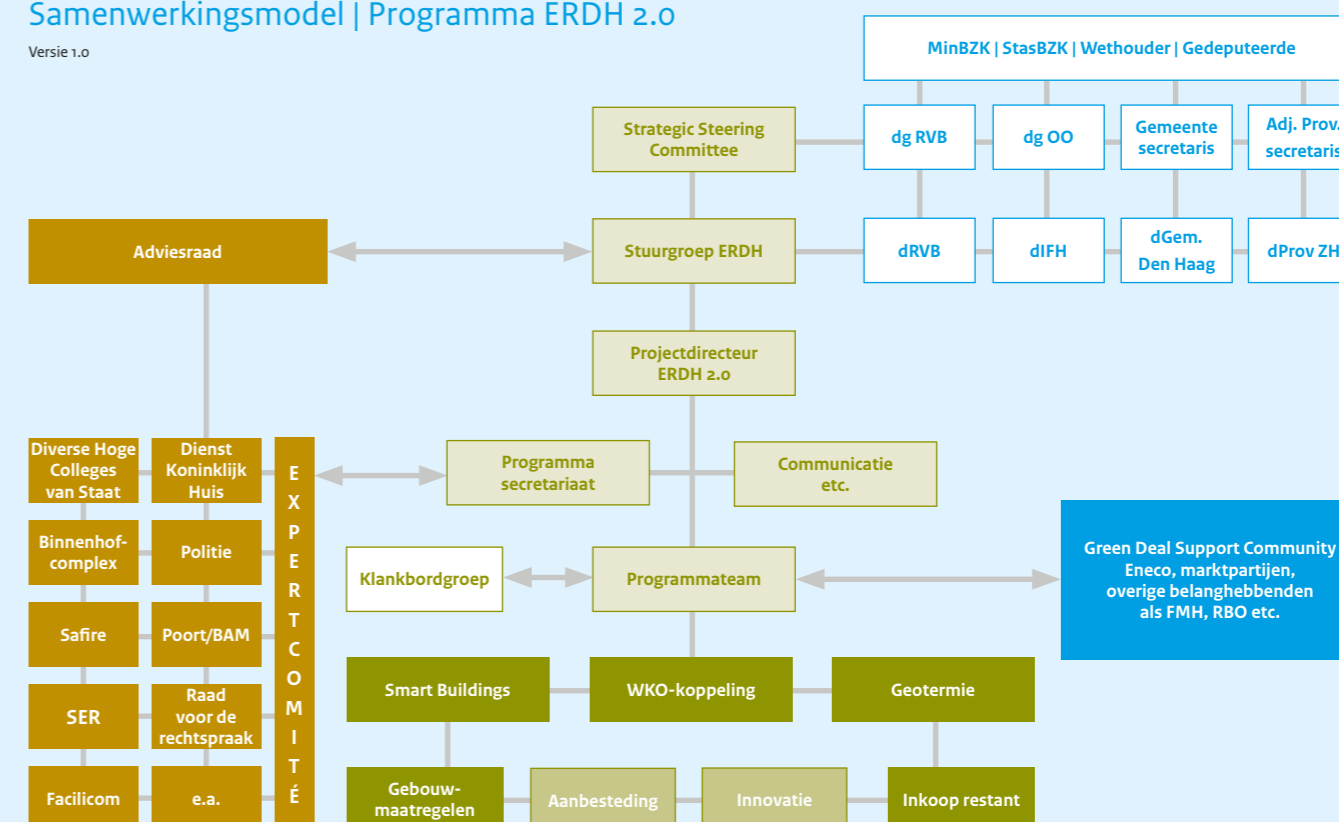 Samenwerkingsmodel | Programma ERDH 2.0
Versie 1.0
MinBZK | StasBZK | Wethouder | Gedeputeerde
Strategic Steering
Committee
dg RVB
dg OO
Gemeente
secretaris
Adj. Prov.
secretaris
Adviesraad
Stuurgroep ERDH
dRVB
dIFH
dGem.
Den Haag
dProv ZH
Projectdirecteur
ERDH 2.0
Diverse Hoge
Colleges
van Staat
Dienst
Koninklijk
Huis
EXPERTCOMITÉ
Programma
secretariaat
Communicatie
etc.
Binnenhof-
complex
Politie
Klankbordgroep
Programmateam
Green Deal Support Community
Eneco, marktpartijen,
overige belanghebbenden
als FMH, RBO etc.
Safire
Poort/BAM
Smart Buildings
WKO-koppeling
Geotermie
SER
Raad
voor de
rechtspraak
Facilicom
e.a.
Gebouw-
maatregelen
Aanbesteding
Innovatie
Inkoop restant